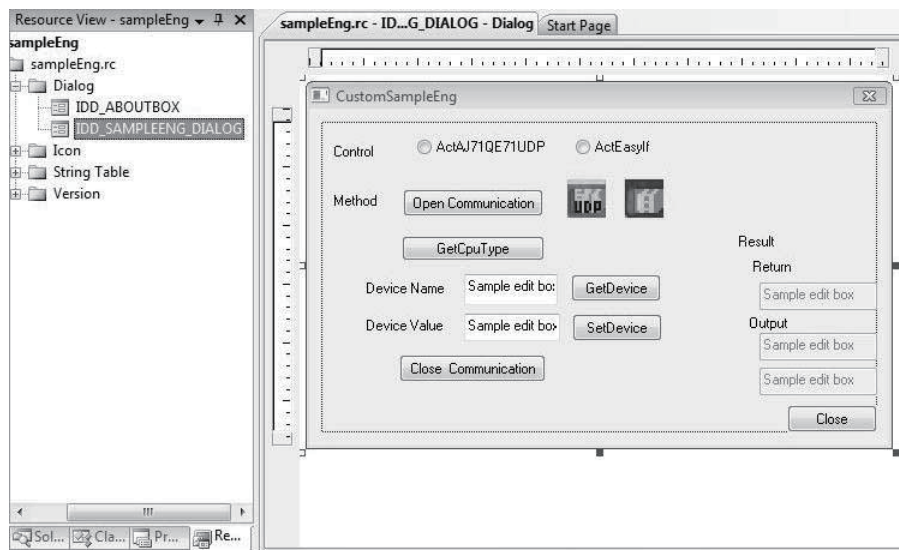 Resource View - sampleEng
sampleEng
sampleEng.rc
Dialog
IDD_ABOUTBOX
IDD_SAMPLEENG_DIALOG
Icon
String Table
Version
Sol...
Cla...
Pr...
Re...
sampleEng.rc - ID...G_DIALOG - Dialog
Start Page
CustomSampleEng
Control
ActAJ71QE71UDP
ActEasyIf
Method
Open Communication
UDP
GetCpuType
Result
Return
Device Name
Sample edit bo
GetDevice
Sample edit box
Device Value
Sample edit box
SetDevice
Output
Sample edit box
Close Communication
Sample edit box
Close